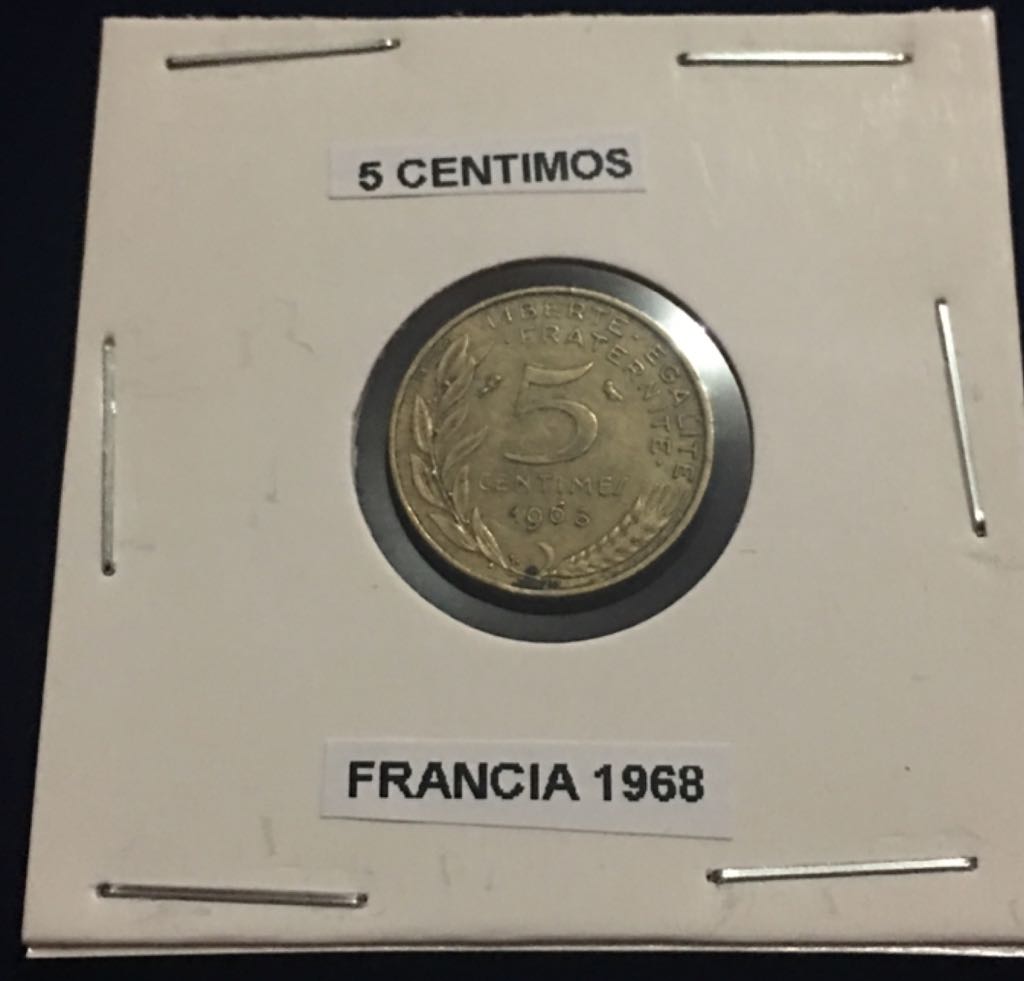 5 CENTIMOS
LIBERTE · EGALITE
· FRATERNITE ·
5
CENTIMES
FRANCIA 1968